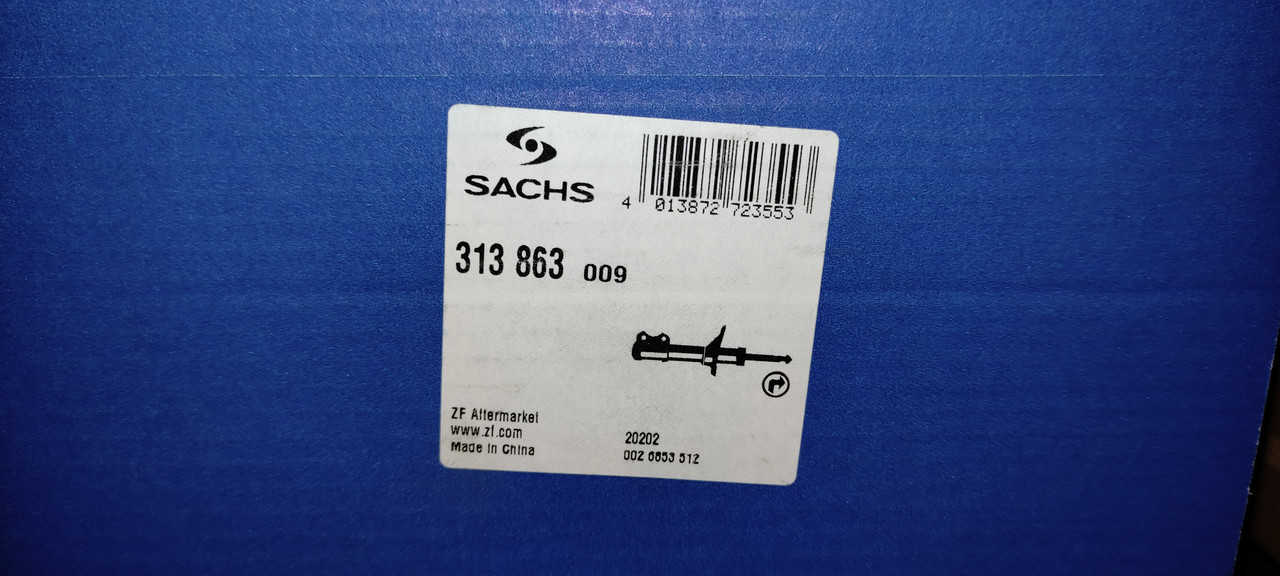 SACHS
4 013872 723553
313 863 009
ZF Aftermarket
www.zf.com
Made in China
20202
002 6853 512